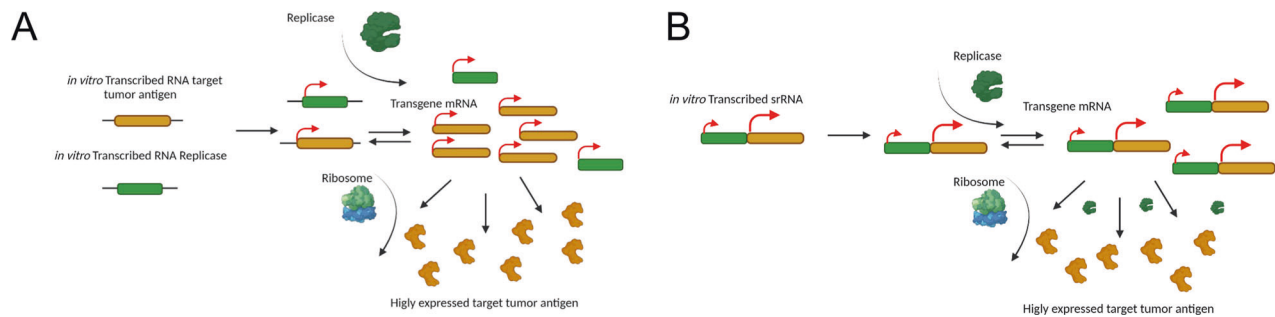 A
Replicase
in vitro Transcribed RNA target
tumor antigen
Transgene mRNA
in vitro Transcribed RNA Replicase
Ribosome
Higly expressed target tumor antigen
B
Replicase
in vitro Transcribed srRNA
Transgene mRNA
Ribosome
Higly expressed target tumor antigen